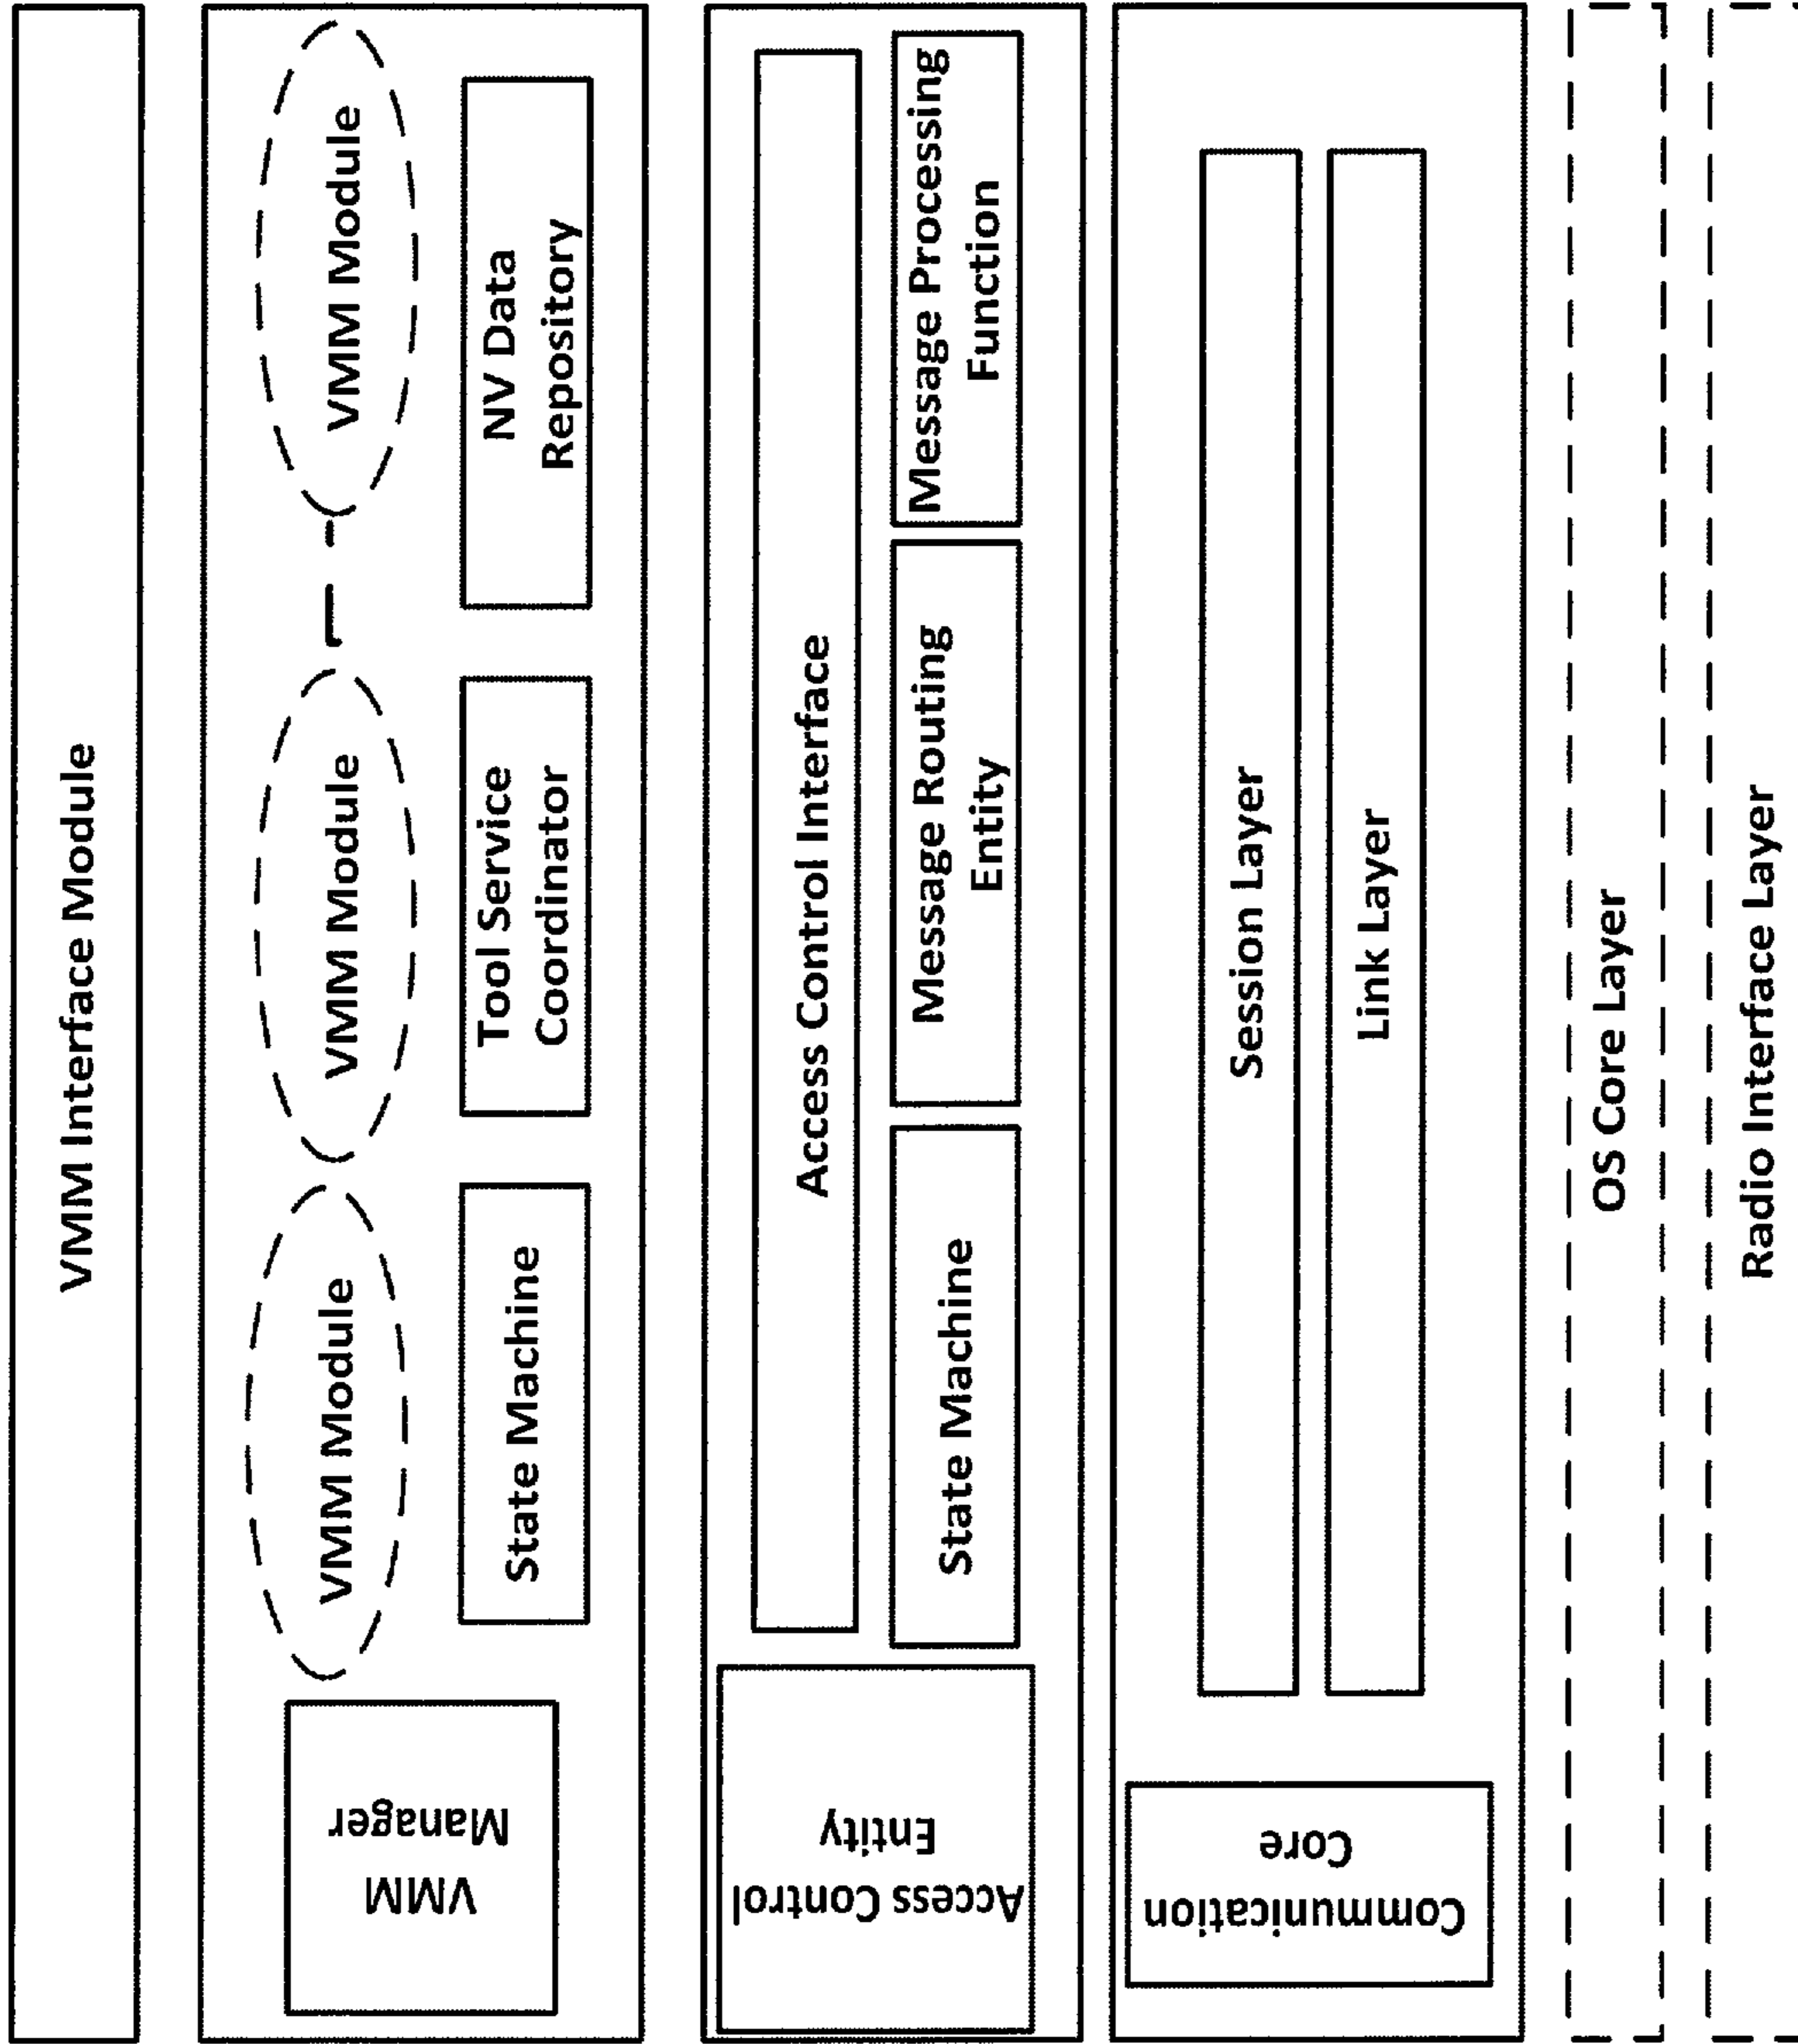 VMM Interface Module
VMM
Manager
VMM Module
VMM Module
VMM Module
State Machine
Tool Service
Coordinator
NV Data
Repository
Access Control
Entity
Access Control Interface
State Machine
Message Routing
Entity
Message Processing
Function
Communication
Core
Session Layer
Link Layer
OS Core Layer
Radio Interface Layer